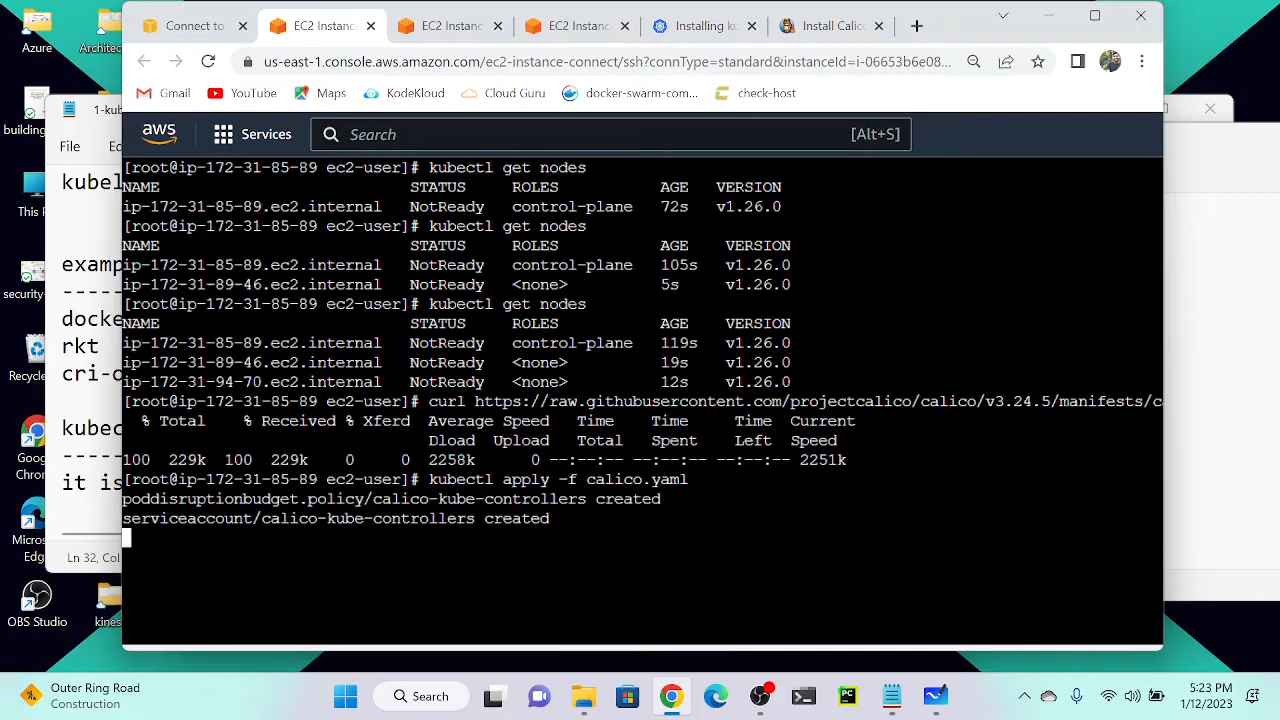 Azure
Architec
building
This P
security-
Recycle
Goog
Chron
Micros
Edg
OBS Studio
kines
1-kub
File
Ed
kubel
examp
-----
docke
rkt
cri-o
kubec
-----
it is
Ln 32, Col
Connect to
EC2 Instanc
EC2 Instanc
EC2 Instanc
Installing ku
Install Calico
us-east-1.console.aws.amazon.com/ec2-instance-connect/ssh?connType=standard&instanceId=i-06653b6e08...
Gmail
YouTube
Maps
KodeKloud
Cloud Guru
docker-swarm-com...
check-host
aws
Services
Search
[Alt+S]
[root@ip-172-31-85-89 ec2-user]# kubectl get nodes
NAME STATUS ROLES AGE VERSION
ip-172-31-85-89.ec2.internal NotReady control-plane 72s v1.26.0
[root@ip-172-31-85-89 ec2-user]# kubectl get nodes
NAME STATUS ROLES AGE VERSION
ip-172-31-85-89.ec2.internal NotReady control-plane 105s v1.26.0
ip-172-31-89-46.ec2.internal NotReady <none> 5s v1.26.0
[root@ip-172-31-85-89 ec2-user]# kubectl get nodes
NAME STATUS ROLES AGE VERSION
ip-172-31-85-89.ec2.internal NotReady control-plane 119s v1.26.0
ip-172-31-89-46.ec2.internal NotReady <none> 19s v1.26.0
ip-172-31-94-70.ec2.internal NotReady <none> 12s v1.26.0
[root@ip-172-31-85-89 ec2-user]# curl https://raw.githubusercontent.com/projectcalico/calico/v3.24.5/manifests/ca
% Total % Received % Xferd Average Speed Time Time Time Current
Dload Upload Total Spent Left Speed
100 229k 100 229k 0 0 2258k 0 --:--:-- --:--:-- --:--:-- 2251k
[root@ip-172-31-85-89 ec2-user]# kubectl apply -f calico.yaml
poddisruptionbudget.policy/calico-kube-controllers created
serviceaccount/calico-kube-controllers created
Outer Ring Road
Construction
Search
PC
5:23 PM
1/12/2023